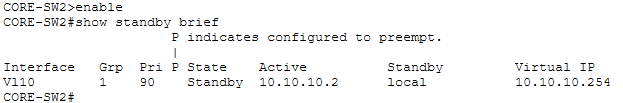 CORE-SW2>enable
CORE-SW2#show standby brief
P indicates configured to preempt.
|
Interface Grp Pri P State Active Standby Virtual IP
Vl10 1 90 Standby 10.10.10.2 local 10.10.10.254
CORE-SW2#